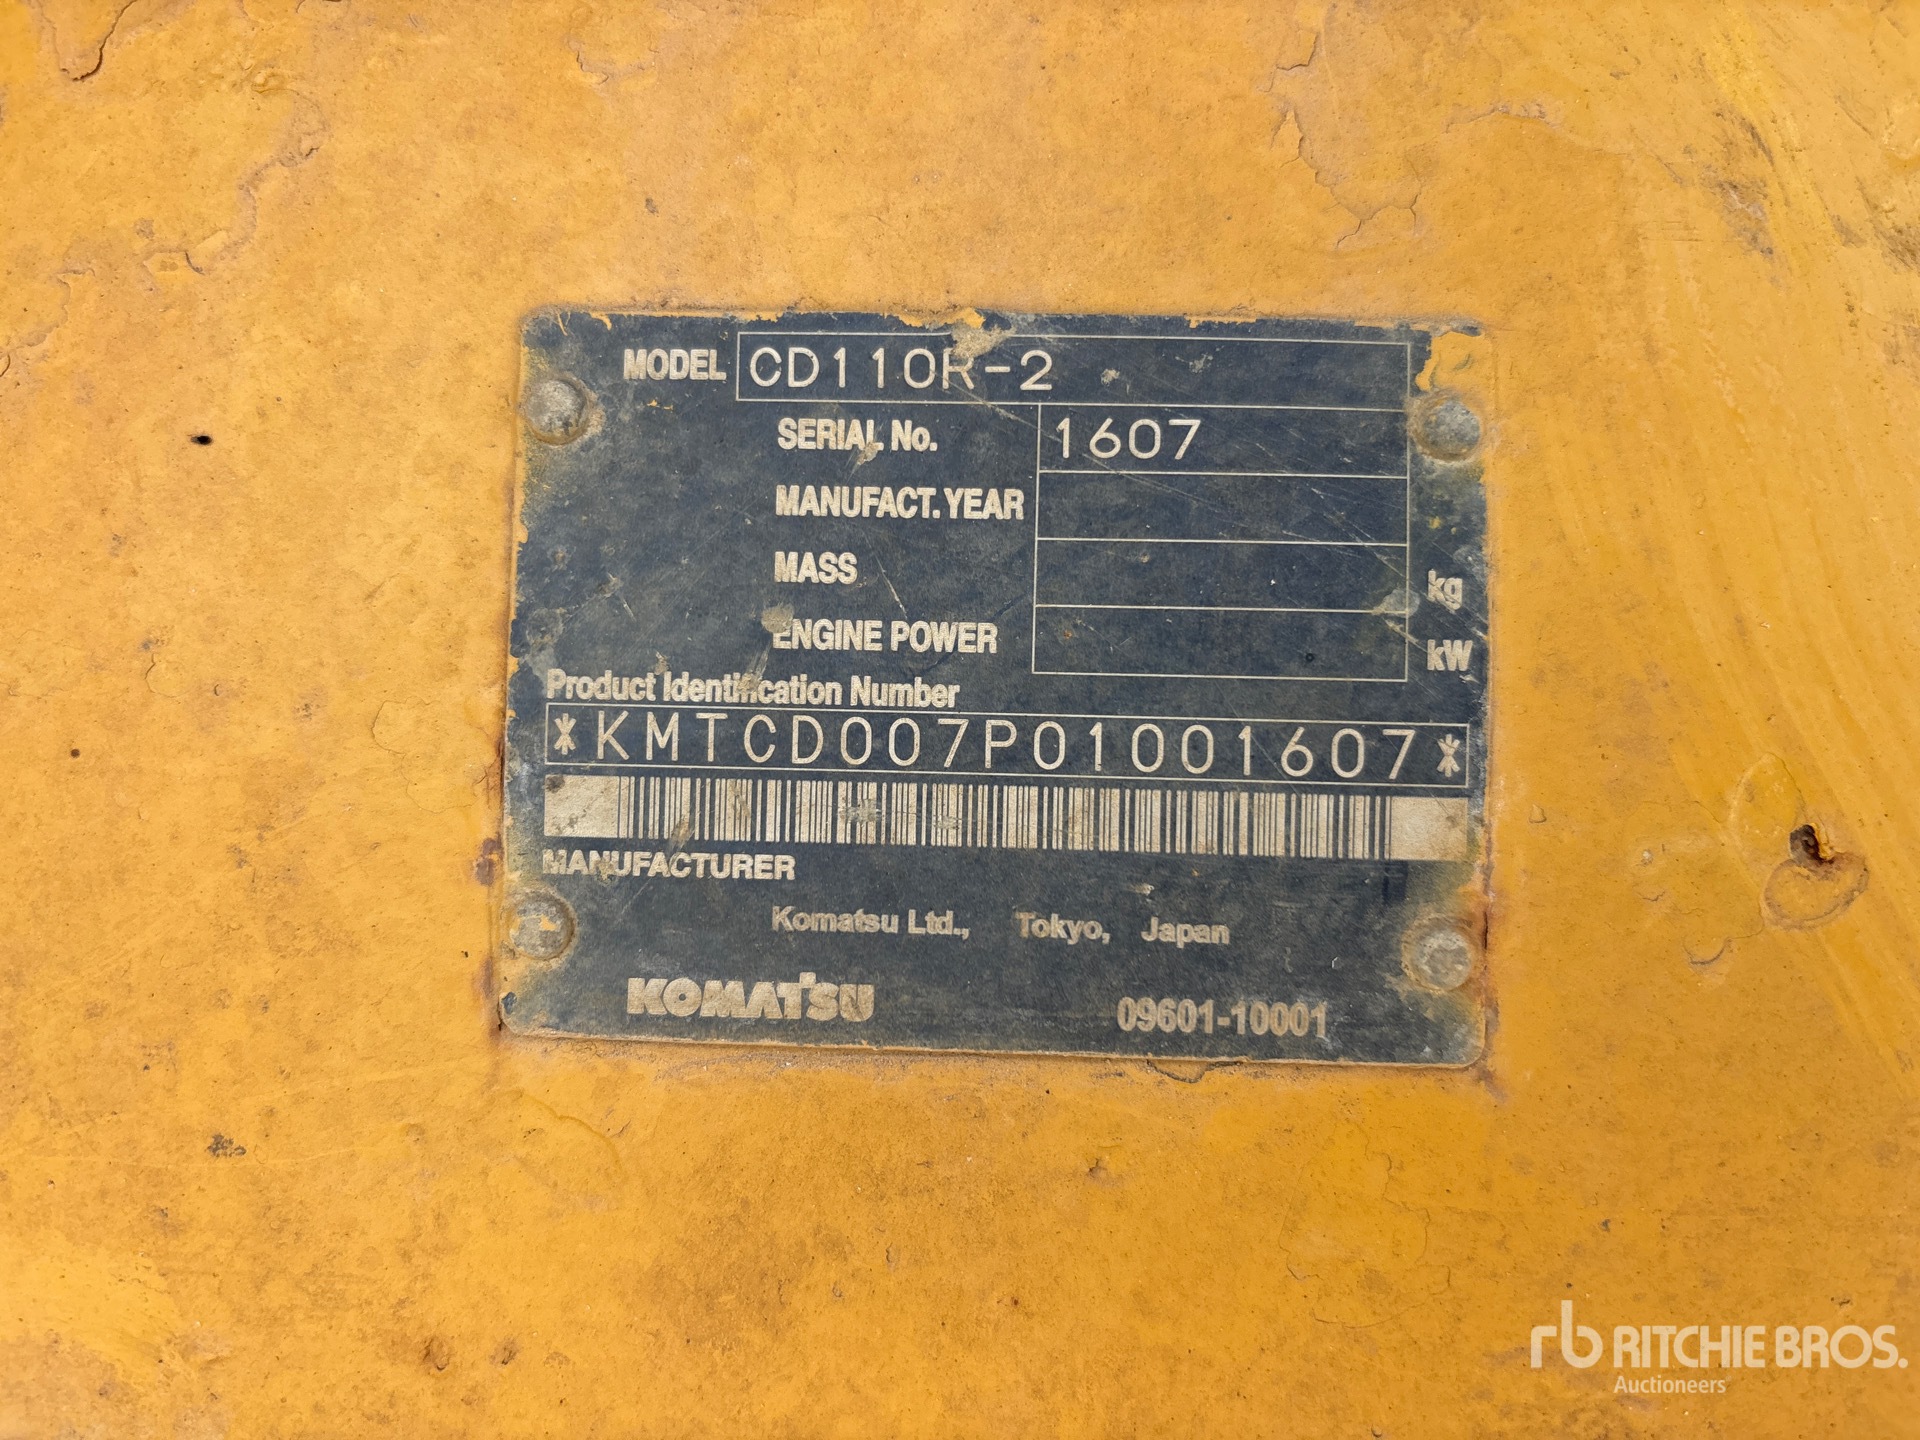 MODEL CD110R-2
SERIAL No. 1607
MANUFACT. YEAR
MASS kg
ENGINE POWER kW
Product Identification Number
*KMTCD007P01001607*
MANUFACTURER
Komatsu Ltd., Tokyo, Japan
KOMATSU 09601-10001
rb RITCHIE BROS.
Auctioneers